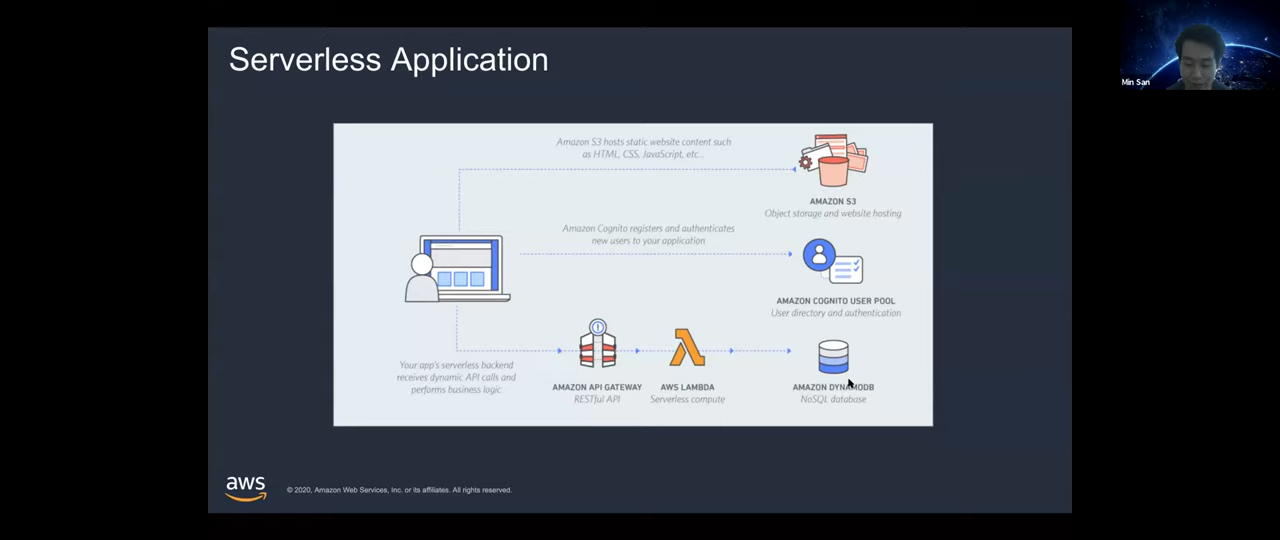 Serverless Application
Min San
Amazon S3 hosts static website content such
as HTML, CSS, JavaScript, etc...
AMAZON S3
Object storage and website hosting
Amazon Cognito registers and authenticates
new users to your application
AMAZON COGNITO USER POOL
User directory and authentication
Your app's serverless backend
receives dynamic API calls and
performs business logic
AMAZON API GATEWAY
RESTful API
AWS LAMBDA
Serverless compute
AMAZON DYNAMODB
NoSQL database
aws
© 2020, Amazon Web Services, Inc. or its affiliates. All rights reserved.